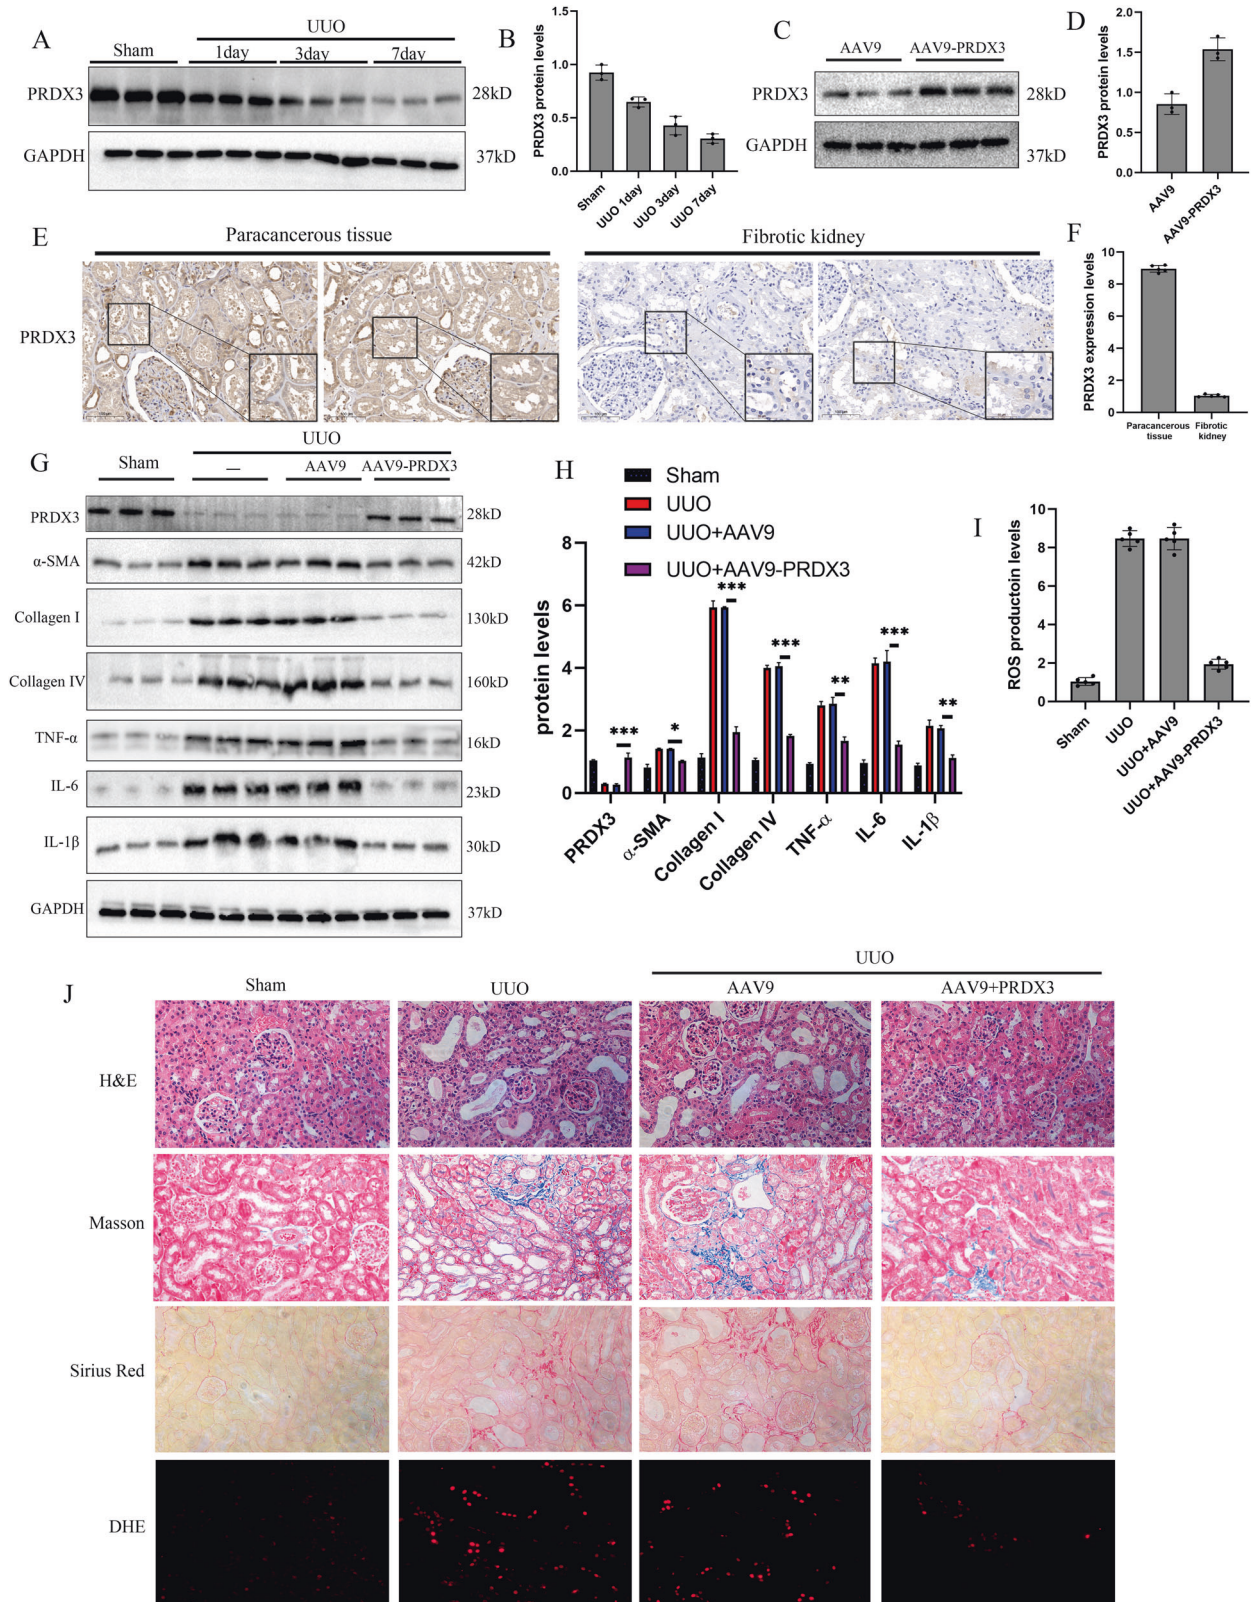 A
UUO
Sham
1day
3day
7day
PRDX3
28kD
GAPDH
37kD
B
PRDX3 protein levels
1.0
0.5
0.0
Sham
UUO 1day
UUO 3day
UUO 7day
C
AAV9
AAV9-PRDX3
PRDX3
28kD
GAPDH
37kD
D
PRDX3 protein levels
2.0
1.5
1.0
0.5
0.0
AAV9
AAV9-PRDX3
E
Paracancerous tissue
Fibrotic kidney
PRDX3
F
PRDX3 expression levels
10
8
6
4
2
0
Paracancerous
tissue
Fibrotic
kidney
G
UUO
Sham
—
AAV9
AAV9-PRDX3
PRDX3
28kD
α-SMA
42kD
Collagen I
130kD
Collagen IV
160kD
TNF-α
16kD
IL-6
23kD
IL-1β
30kD
GAPDH
37kD
H
Sham
UUO
UUO+AAV9
UUO+AAV9-PRDX3
protein levels
8
6
4
2
0
***
*
***
***
**
***
**
PRDX3
α-SMA
Collagen I
Collagen IV
TNF-α
IL-6
IL-1β
I
ROS productoin levels
10
8
6
4
2
0
Sham
UUO
UUO+AAV9
UUO+AAV9-PRDX3
J
UUO
Sham
UUO
AAV9
AAV9+PRDX3
H&E
Masson
Sirius Red
DHE